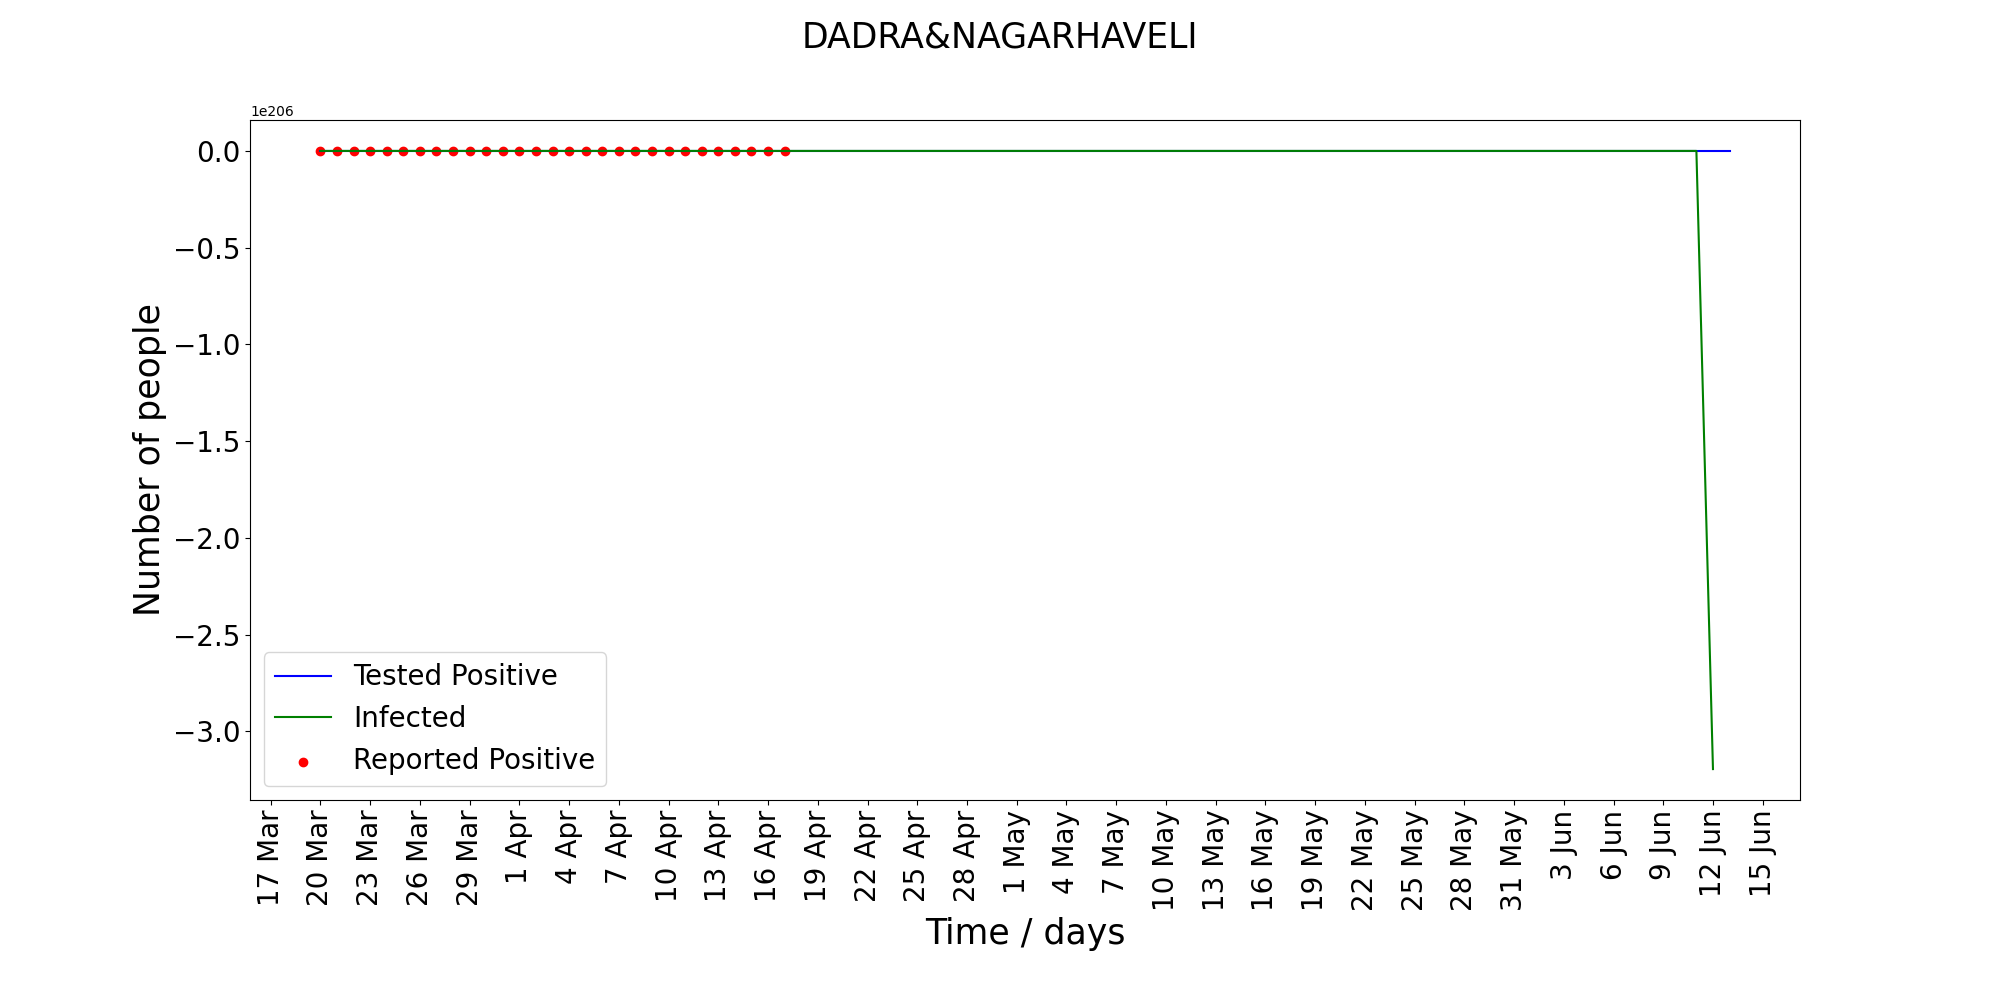 DADRA&NAGARHAVELI
1e206
0.0
−0.5
−1.0
−1.5
−2.0
−2.5
−3.0
Number of people
Tested Positive
Infected
Reported Positive
17 Mar
20 Mar
23 Mar
26 Mar
29 Mar
1 Apr
4 Apr
7 Apr
10 Apr
13 Apr
16 Apr
19 Apr
22 Apr
25 Apr
28 Apr
1 May
4 May
7 May
10 May
13 May
16 May
19 May
22 May
25 May
28 May
31 May
3 Jun
6 Jun
9 Jun
12 Jun
15 Jun
Time / days